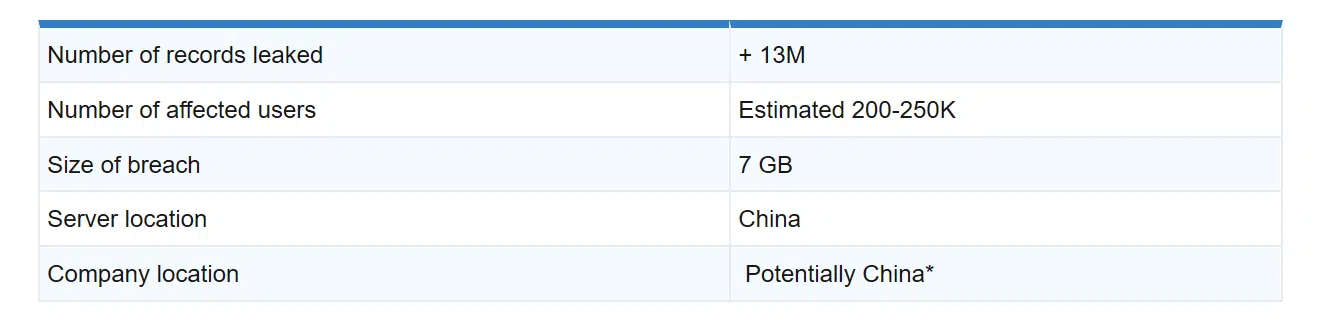 Number of records leaked + 13M
Number of affected users Estimated 200-250K
Size of breach 7 GB
Server location China
Company location Potentially China*